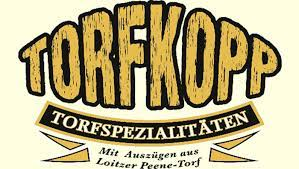 TORFKOPP
TORFSPEZIALITÄTEN
Mit Auszügen aus
Loitzer Peene-Torf